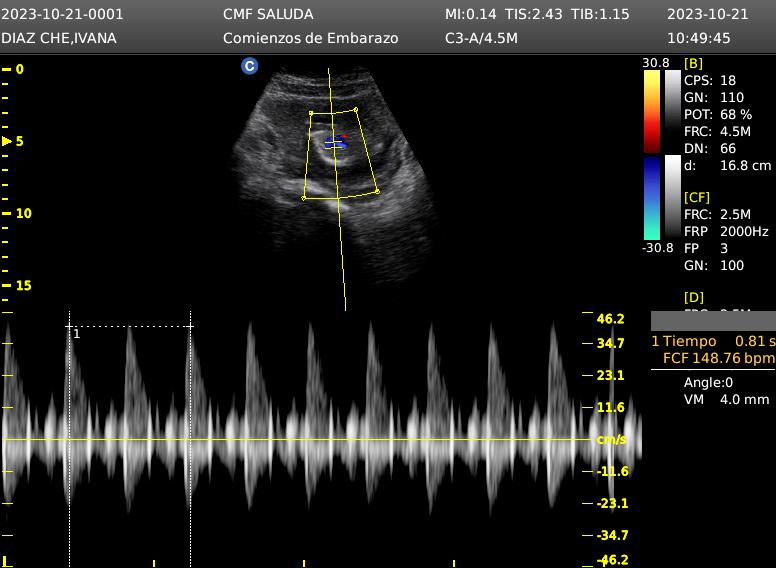 2023-10-21-0001 CMF SALUDA MI:0.14 TIS:2.43 TIB:1.15 2023-10-21
DIAZ CHE,IVANA Comienzos de Embarazo C3-A/4.5M 10:49:45
C
0
5
10
15
30.8
-30.8
[B]
CPS: 18
GN: 110
POT: 68 %
FRC: 4.5M
DN: 66
d: 16.8 cm
[CF]
FRC: 2.5M
FRP 2000Hz
FP 3
GN: 100
[D]
1 Tiempo 0.81 s
FCF 148.76 bpm
Angle:0
VM 4.0 mm
1
46.2
34.7
23.1
11.6
cm/s
-11.6
-23.1
-34.7
-46.2